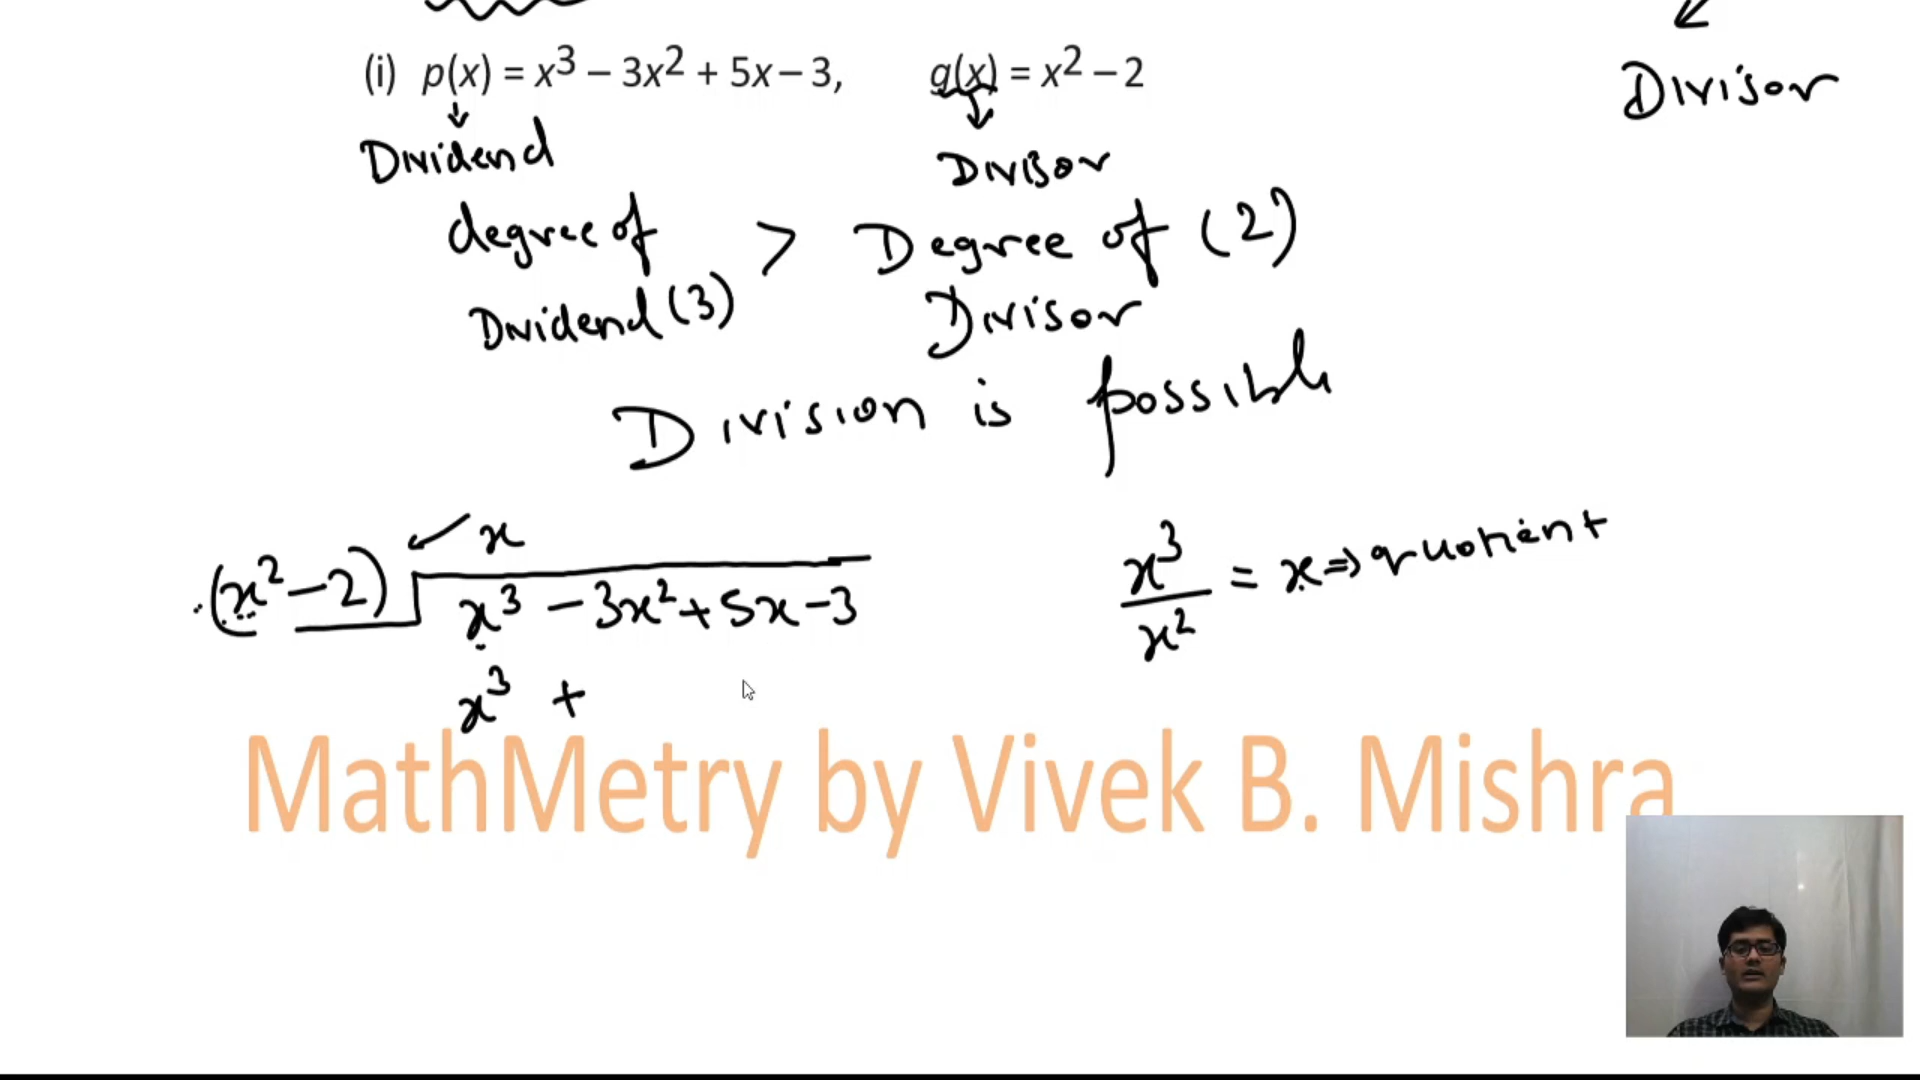 (i) p(x) = x³ – 3x² + 5x – 3, g(x) = x² – 2
Divisor
Dividend
Divisor
degree of > Degree of (2)
Dividend (3) Divisor
Division is possible
x
(x² – 2) x³ – 3x² + 5x – 3
x³ +
x³/x² = x ⇒ quotient
MathMetry by Vivek B. Mishra